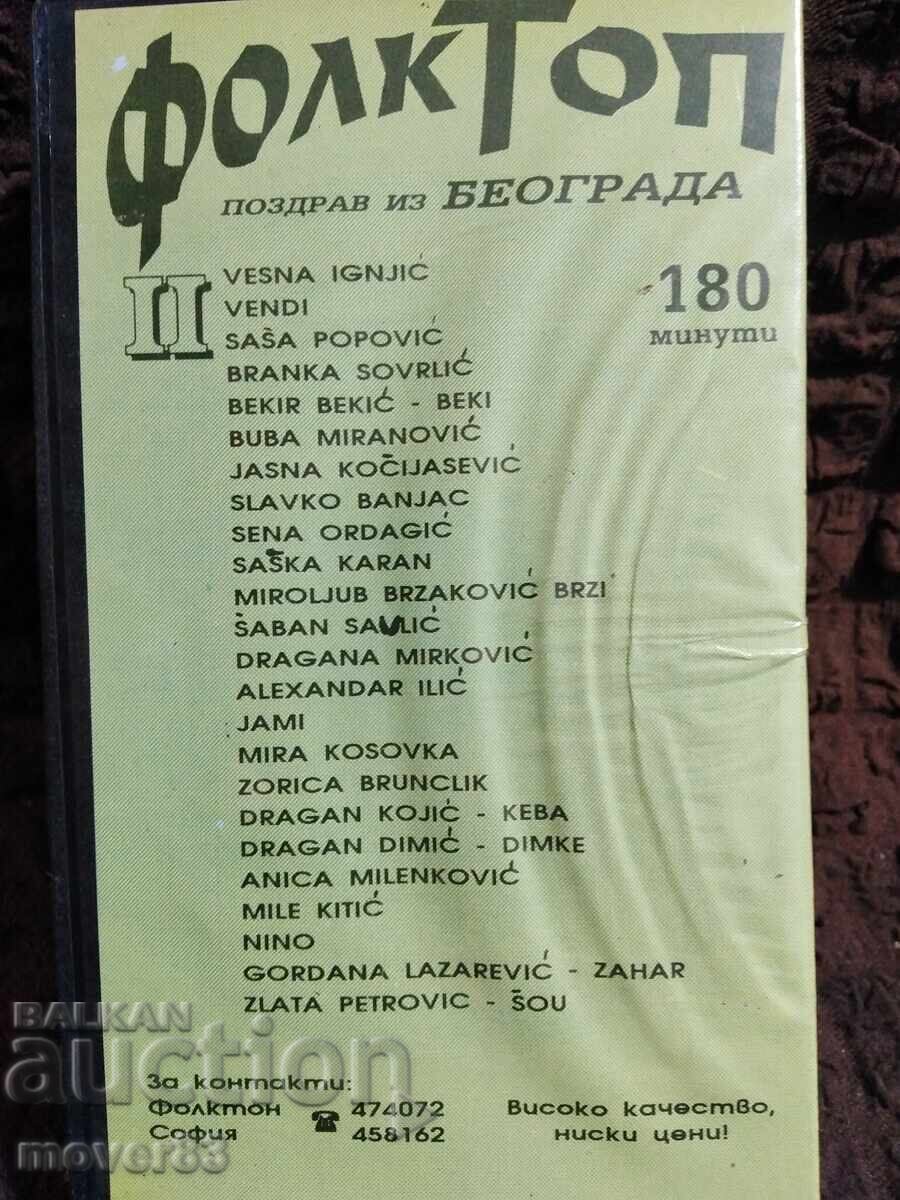 ФОЛКТОП
ПОЗДРАВ ИЗ БЕОГРАДА
II
180
минути
VESNA IGNJIĆ
VENDI
SAŠA POPOVIĆ
BRANKA SOVRLIĆ
BEKIR BEKIĆ - BEKI
BUBA MIRANOVIĆ
JASNA KOČIJASEVIĆ
SLAVKO BANJAC
SENA ORDAGIĆ
SAŠKA KARAN
MIROLJUB BRZAKOVIĆ BRZI
ŠABAN SAULIĆ
DRAGANA MIRKOVIĆ
ALEXANDAR ILIĆ
JAMI
MIRA KOSOVKA
ZORICA BRUNCLIK
DRAGAN KOJIĆ - KEBA
DRAGAN DIMIĆ - DIMKE
ANICA MILENKOVIĆ
MILE KITIĆ
NINO
GORDANA LAZAREVIĆ - ZAHAR
ZLATA PETROVIC - ŠOU
За контакти:
Фолктон ☎ 474072
София 458162
Високо качество,
ниски цени!
BALKAN
auction
mover83